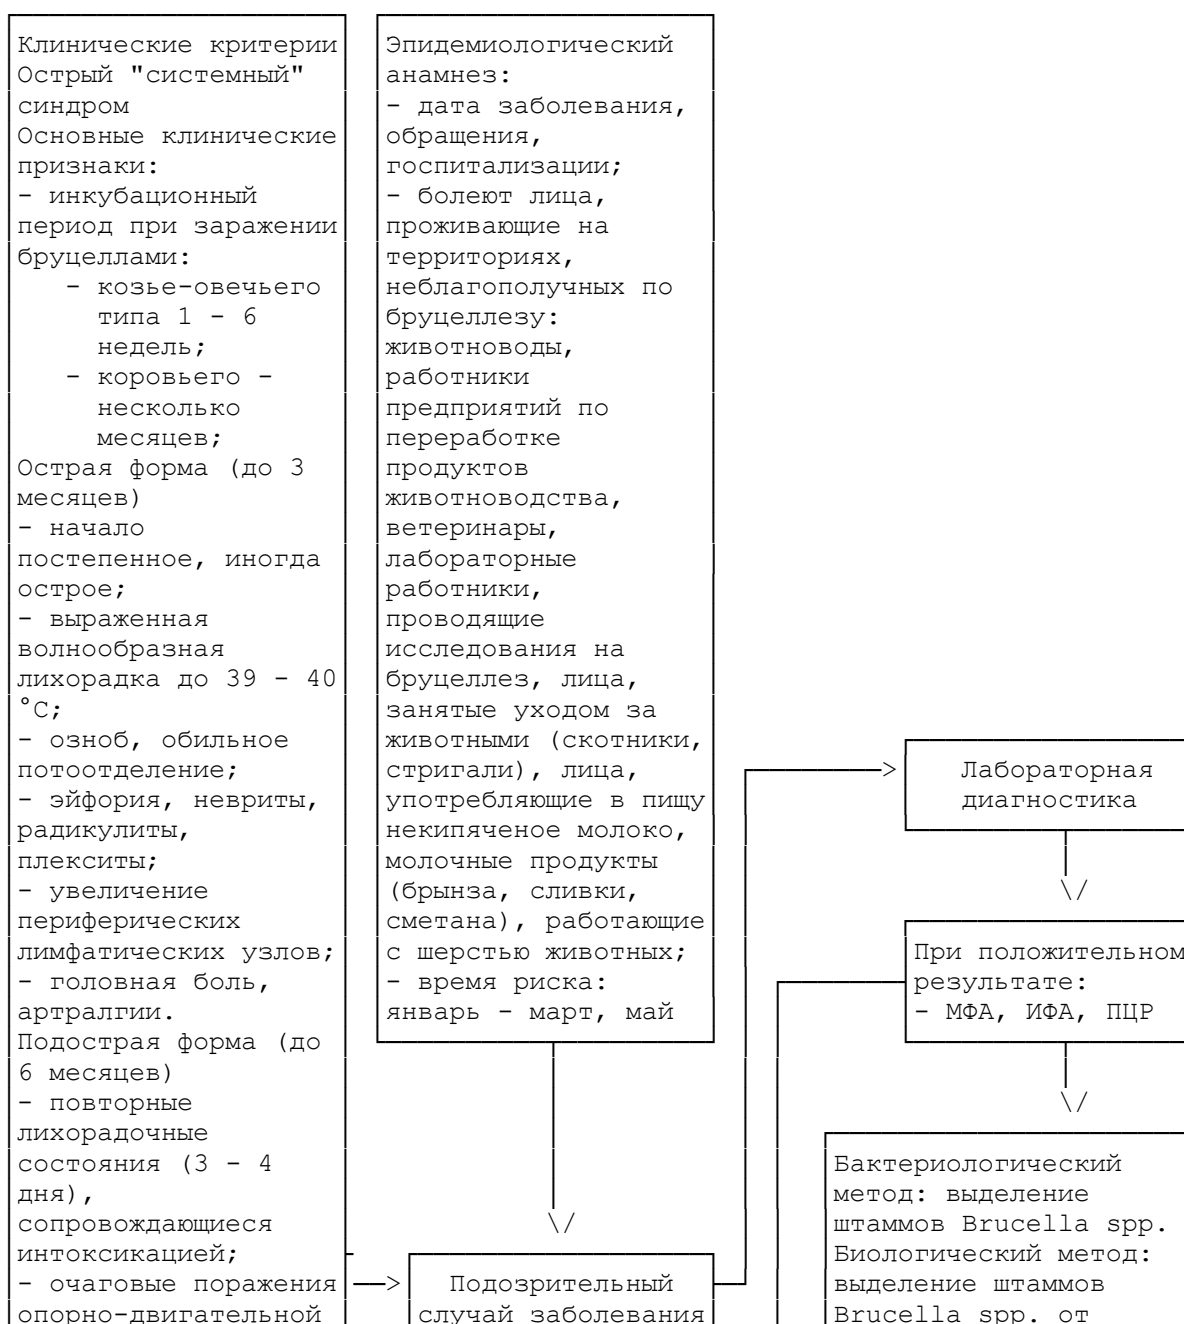 Клинические критерии
Острый "системный"
синдром
Основные клинические
признаки:
- инкубационный
период при заражении
бруцеллами:
- козье-овечьего
типа 1 - 6
недель;
- коровьего -
несколько
месяцев;
Острая форма (до 3
месяцев)
- начало
постепенное, иногда
острое;
- выраженная
волнообразная
лихорадка до 39 - 40
°C;
- озноб, обильное
потоотделение;
- эйфория, невриты,
радикулиты,
плекситы;
- увеличение
периферических
лимфатических узлов;
- головная боль,
артралгии.
Подострая форма (до
6 месяцев)
- повторные
лихорадочные
состояния (3 - 4
дня),
сопровождающиеся
интоксикацией;
- очаговые поражения
опорно-двигательной
Эпидемиологический
анамнез:
- дата заболевания,
обращения,
госпитализации;
- болеют лица,
проживающие на
территориях,
неблагополучных по
бруцеллезу:
животноводы,
работники
предприятий по
переработке
продуктов
животноводства,
ветеринары,
лабораторные
работники,
проводящие
исследования на
бруцеллез, лица,
занятые уходом за
животными (скотники,
стригали), лица,
употребляющие в пищу
некипяченое молоко,
молочные продукты
(брынза, сливки,
сметана), работающие
с шерстью животных;
- время риска:
январь - март, май
Подозрительный
случай заболевания
Лабораторная
диагностика
При положительном
результате:
- МФА, ИФА, ПЦР
Бактериологический
метод: выделение
штаммов Brucella spp.
Биологический метод:
выделение штаммов
Brucella spp. от